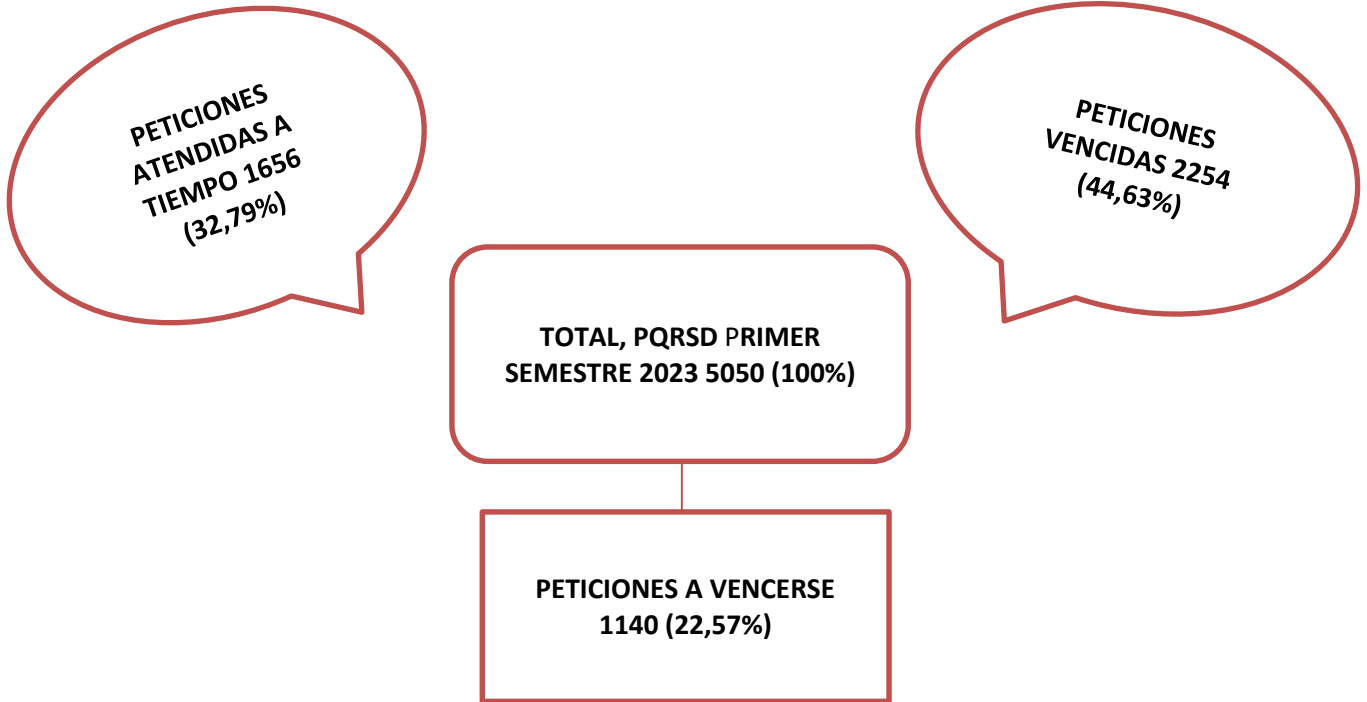 PETICIONES
ATENDIDAS A
TIEMPO 1656
(32,79%)
PETICIONES
VENCIDAS 2254
(44,63%)
TOTAL, PQRSD PRIMER
SEMESTRE 2023 5050 (100%)
PETICIONES A VENCERSE
1140 (22,57%)